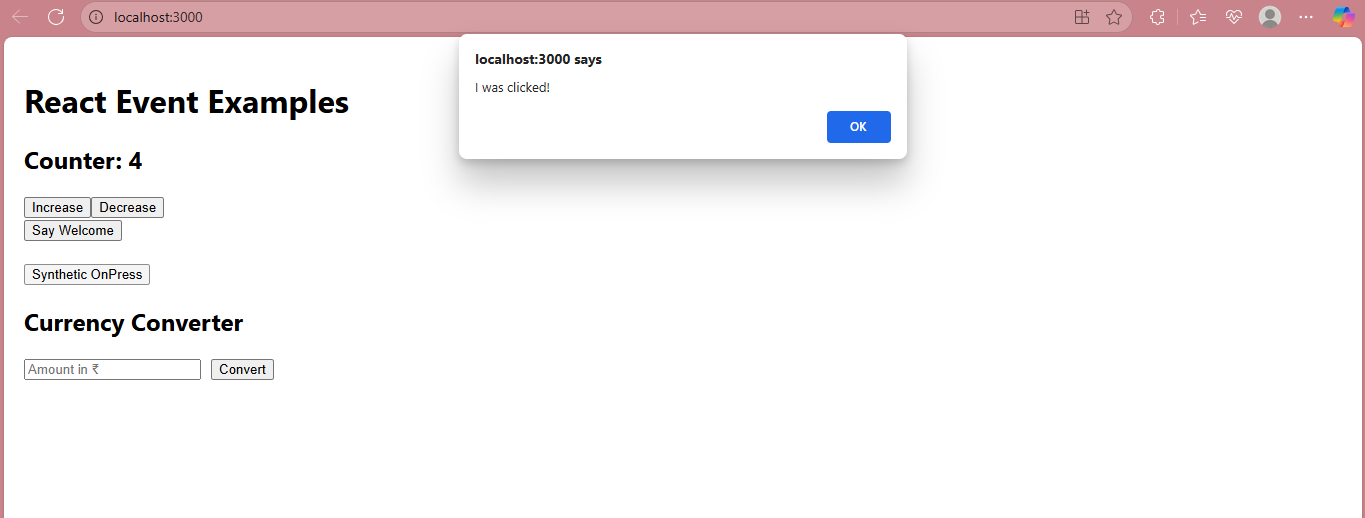 localhost:3000
localhost:3000 says
I was clicked!
OK
React Event Examples
Counter: 4
Increase Decrease
Say Welcome
Synthetic OnPress
Currency Converter
Amount in ₹ Convert